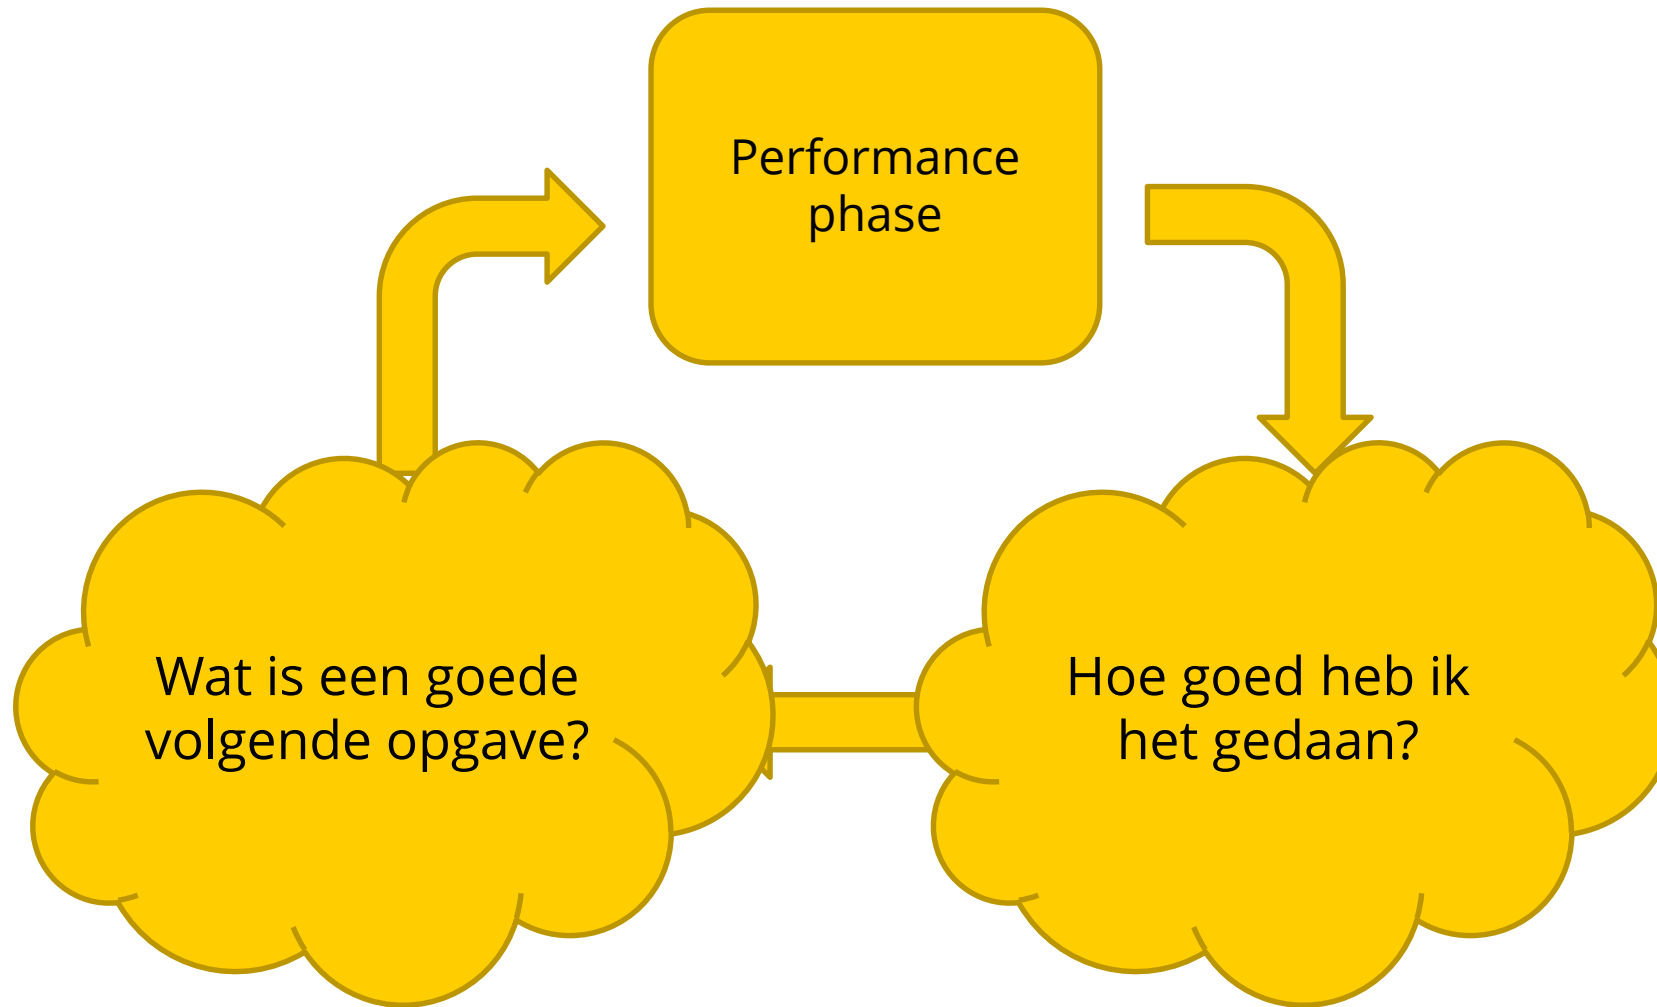 Performance
phase
Wat is een goede
volgende opgave?
Hoe goed heb ik
het gedaan?